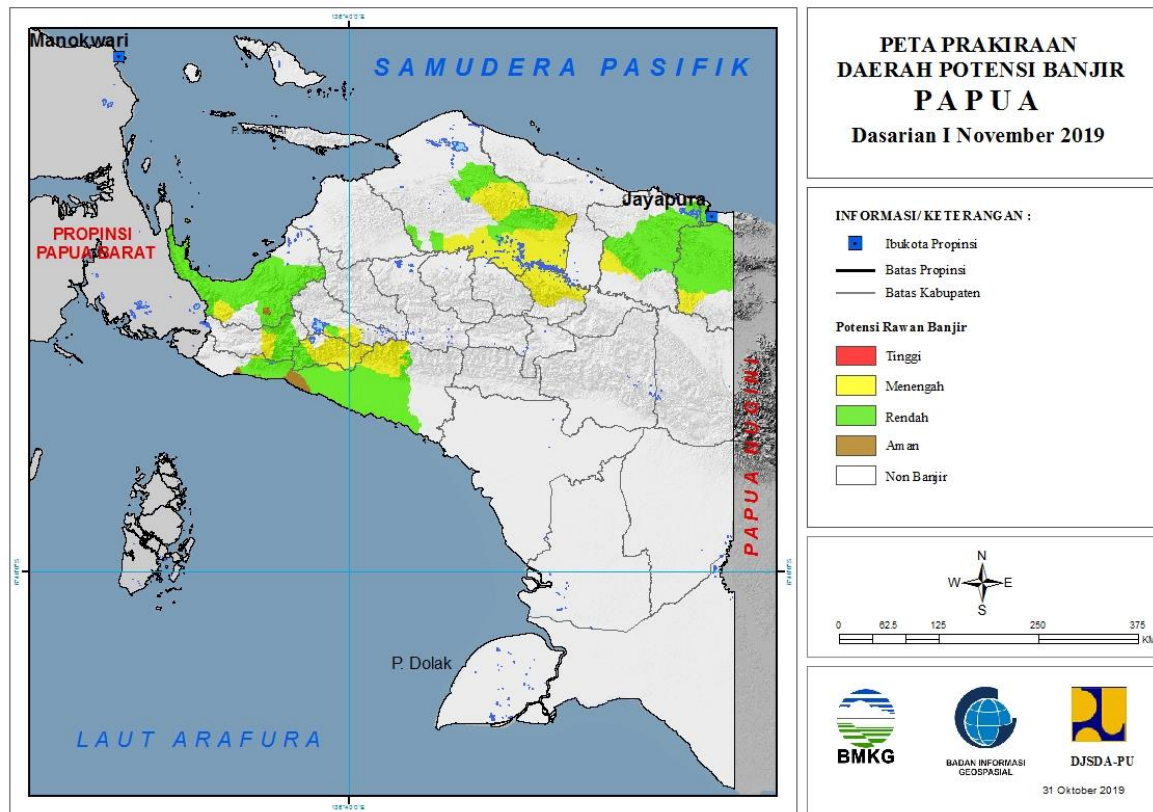 Manokwari
SAMUDERA PASIFIK
Jayapura
PROPINSI
PAPUA BARAT
PAPUA NUGINI
P. Dolak
LAUT ARAFURA
PETA PRAKIRAAN
DAERAH POTENSI BANJIR
PAPUA
Dasarian I November 2019
INFORMASI/KETERANGAN :
Ibukota Propinsi
Batas Propinsi
Batas Kabupaten
Potensi Rawan Banjir
Tinggi
Menengah
Rendah
Aman
Non Banjir
N
W E
S
0 62.5 125 250 375
KM
BMKG
BADAN INFORMASI
GEOSPASIAL
DJSDA-PU
31 Oktober 2019